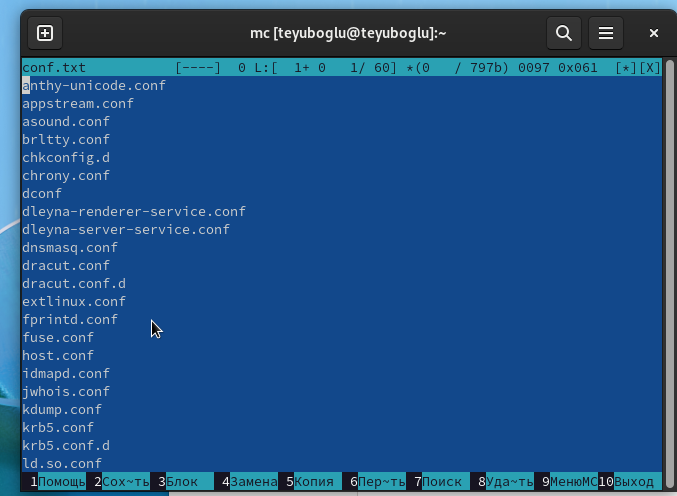 mc [teyuboglu@teyuboglu]:~
conf.txt [----] 0 L:[ 1+ 0 1/ 60] *(0 / 797b) 0097 0x061 [*][X]
anthy-unicode.conf
appstream.conf
asound.conf
brltty.conf
chkconfig.d
chrony.conf
dconf
dleyna-renderer-service.conf
dleyna-server-service.conf
dnsmasq.conf
dracut.conf
dracut.conf.d
extlinux.conf
fprintd.conf
fuse.conf
host.conf
idmapd.conf
jwhois.conf
kdump.conf
krb5.conf
krb5.conf.d
ld.so.conf
1Помощь 2Сох~ть 3Блок 4Замена 5Копия 6Пер~ть 7Поиск 8Уда~ть 9МенюMC 10Выход